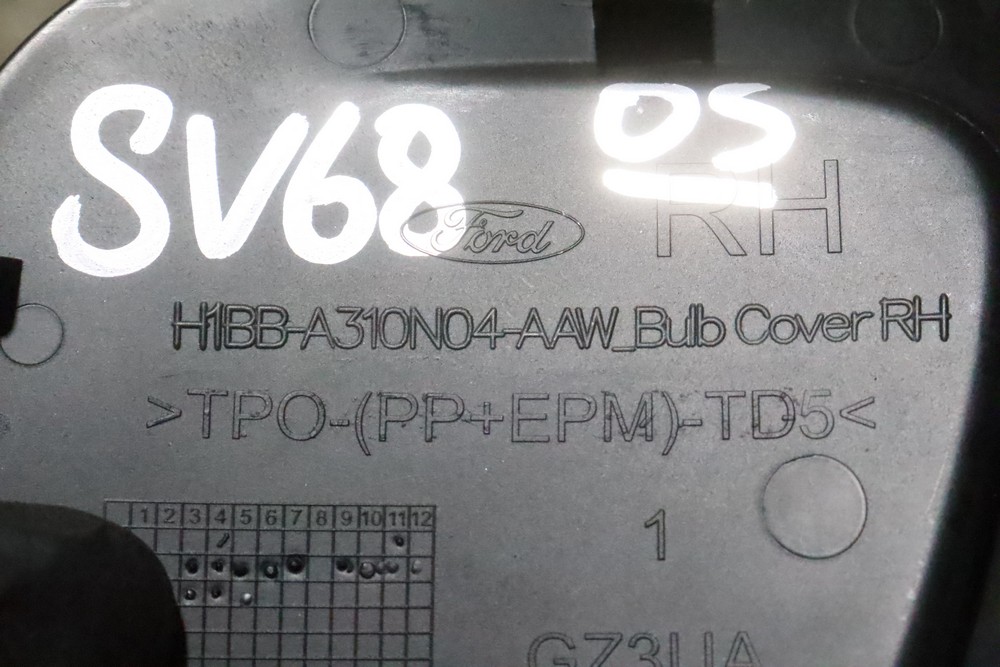 SV68 OS
Ford RH
H1BB-A310N04-AAW_Bulb Cover RH
>TPO-(PP+EPM)-TD5<
1 2 3 4 5 6 7 8 9 10 11 12
1
GZ3UA